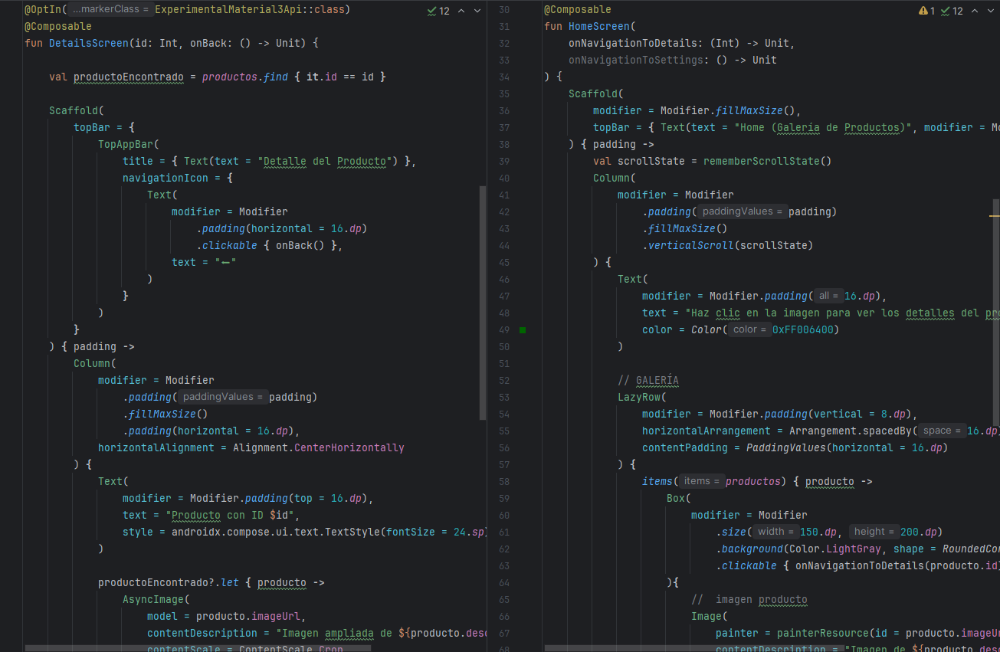 @OptIn( ...markerClass = ExperimentalMaterial3Api::class)
12
@Composable
fun DetailsScreen(id: Int, onBack: () -> Unit) {
val productoEncontrado = productos.find { it.id == id }
Scaffold(
topBar = {
TopAppBar(
title = { Text(text = "Detalle del Producto") },
navigationIcon = {
Text(
modifier = Modifier
.padding(horizontal = 16.dp)
.clickable { onBack() },
text = "←"
)
}
)
}
) { padding ->
Column(
modifier = Modifier
.padding( paddingValues = padding)
.fillMaxSize()
.padding(horizontal = 16.dp),
horizontalAlignment = Alignment.CenterHorizontally
) {
Text(
modifier = Modifier.padding(top = 16.dp),
text = "Producto con ID $id",
style = androidx.compose.ui.text.TextStyle(fontSize = 24.sp)
)
productoEncontrado?.let { producto ->
AsyncImage(
model = producto.imageUrl,
contentDescription = "Imagen ampliada de ${producto.desc
contentScale = ContentScale.Crop
30 @Composable
1 12
31 fun HomeScreen(
32 onNavigationToDetails: (Int) -> Unit,
33 onNavigationToSettings: () -> Unit
34 ) {
35 Scaffold(
36 modifier = Modifier.fillMaxSize(),
37 topBar = { Text(text = "Home (Galería de Productos)", modifier = Mo
38 ) { padding ->
39 val scrollState = rememberScrollState()
40 Column(
41 modifier = Modifier
42 .padding( paddingValues = padding)
43 .fillMaxSize()
44 .verticalScroll(scrollState)
45 ) {
46 Text(
47 modifier = Modifier.padding( all = 16.dp),
48 text = "Haz clic en la imagen para ver los detalles del pro
49 color = Color( color = 0xFF006400)
50 )
51
52 // GALERÍA
53 LazyRow(
54 modifier = Modifier.padding(vertical = 8.dp),
55 horizontalArrangement = Arrangement.spacedBy( space = 16.dp)
56 contentPadding = PaddingValues(horizontal = 16.dp)
57 ) {
58 items( items = productos) { producto ->
59 Box(
60 modifier = Modifier
61 .size( width = 150.dp, height = 200.dp)
62 .background(Color.LightGray, shape = RoundedCor
63 .clickable { onNavigationToDetails(producto.id)
64 ){
65 // imagen producto
66 Image(
67 painter = painterResource(id = producto.imageUr
68 contentDescription = "Imagen de ${producto.desc